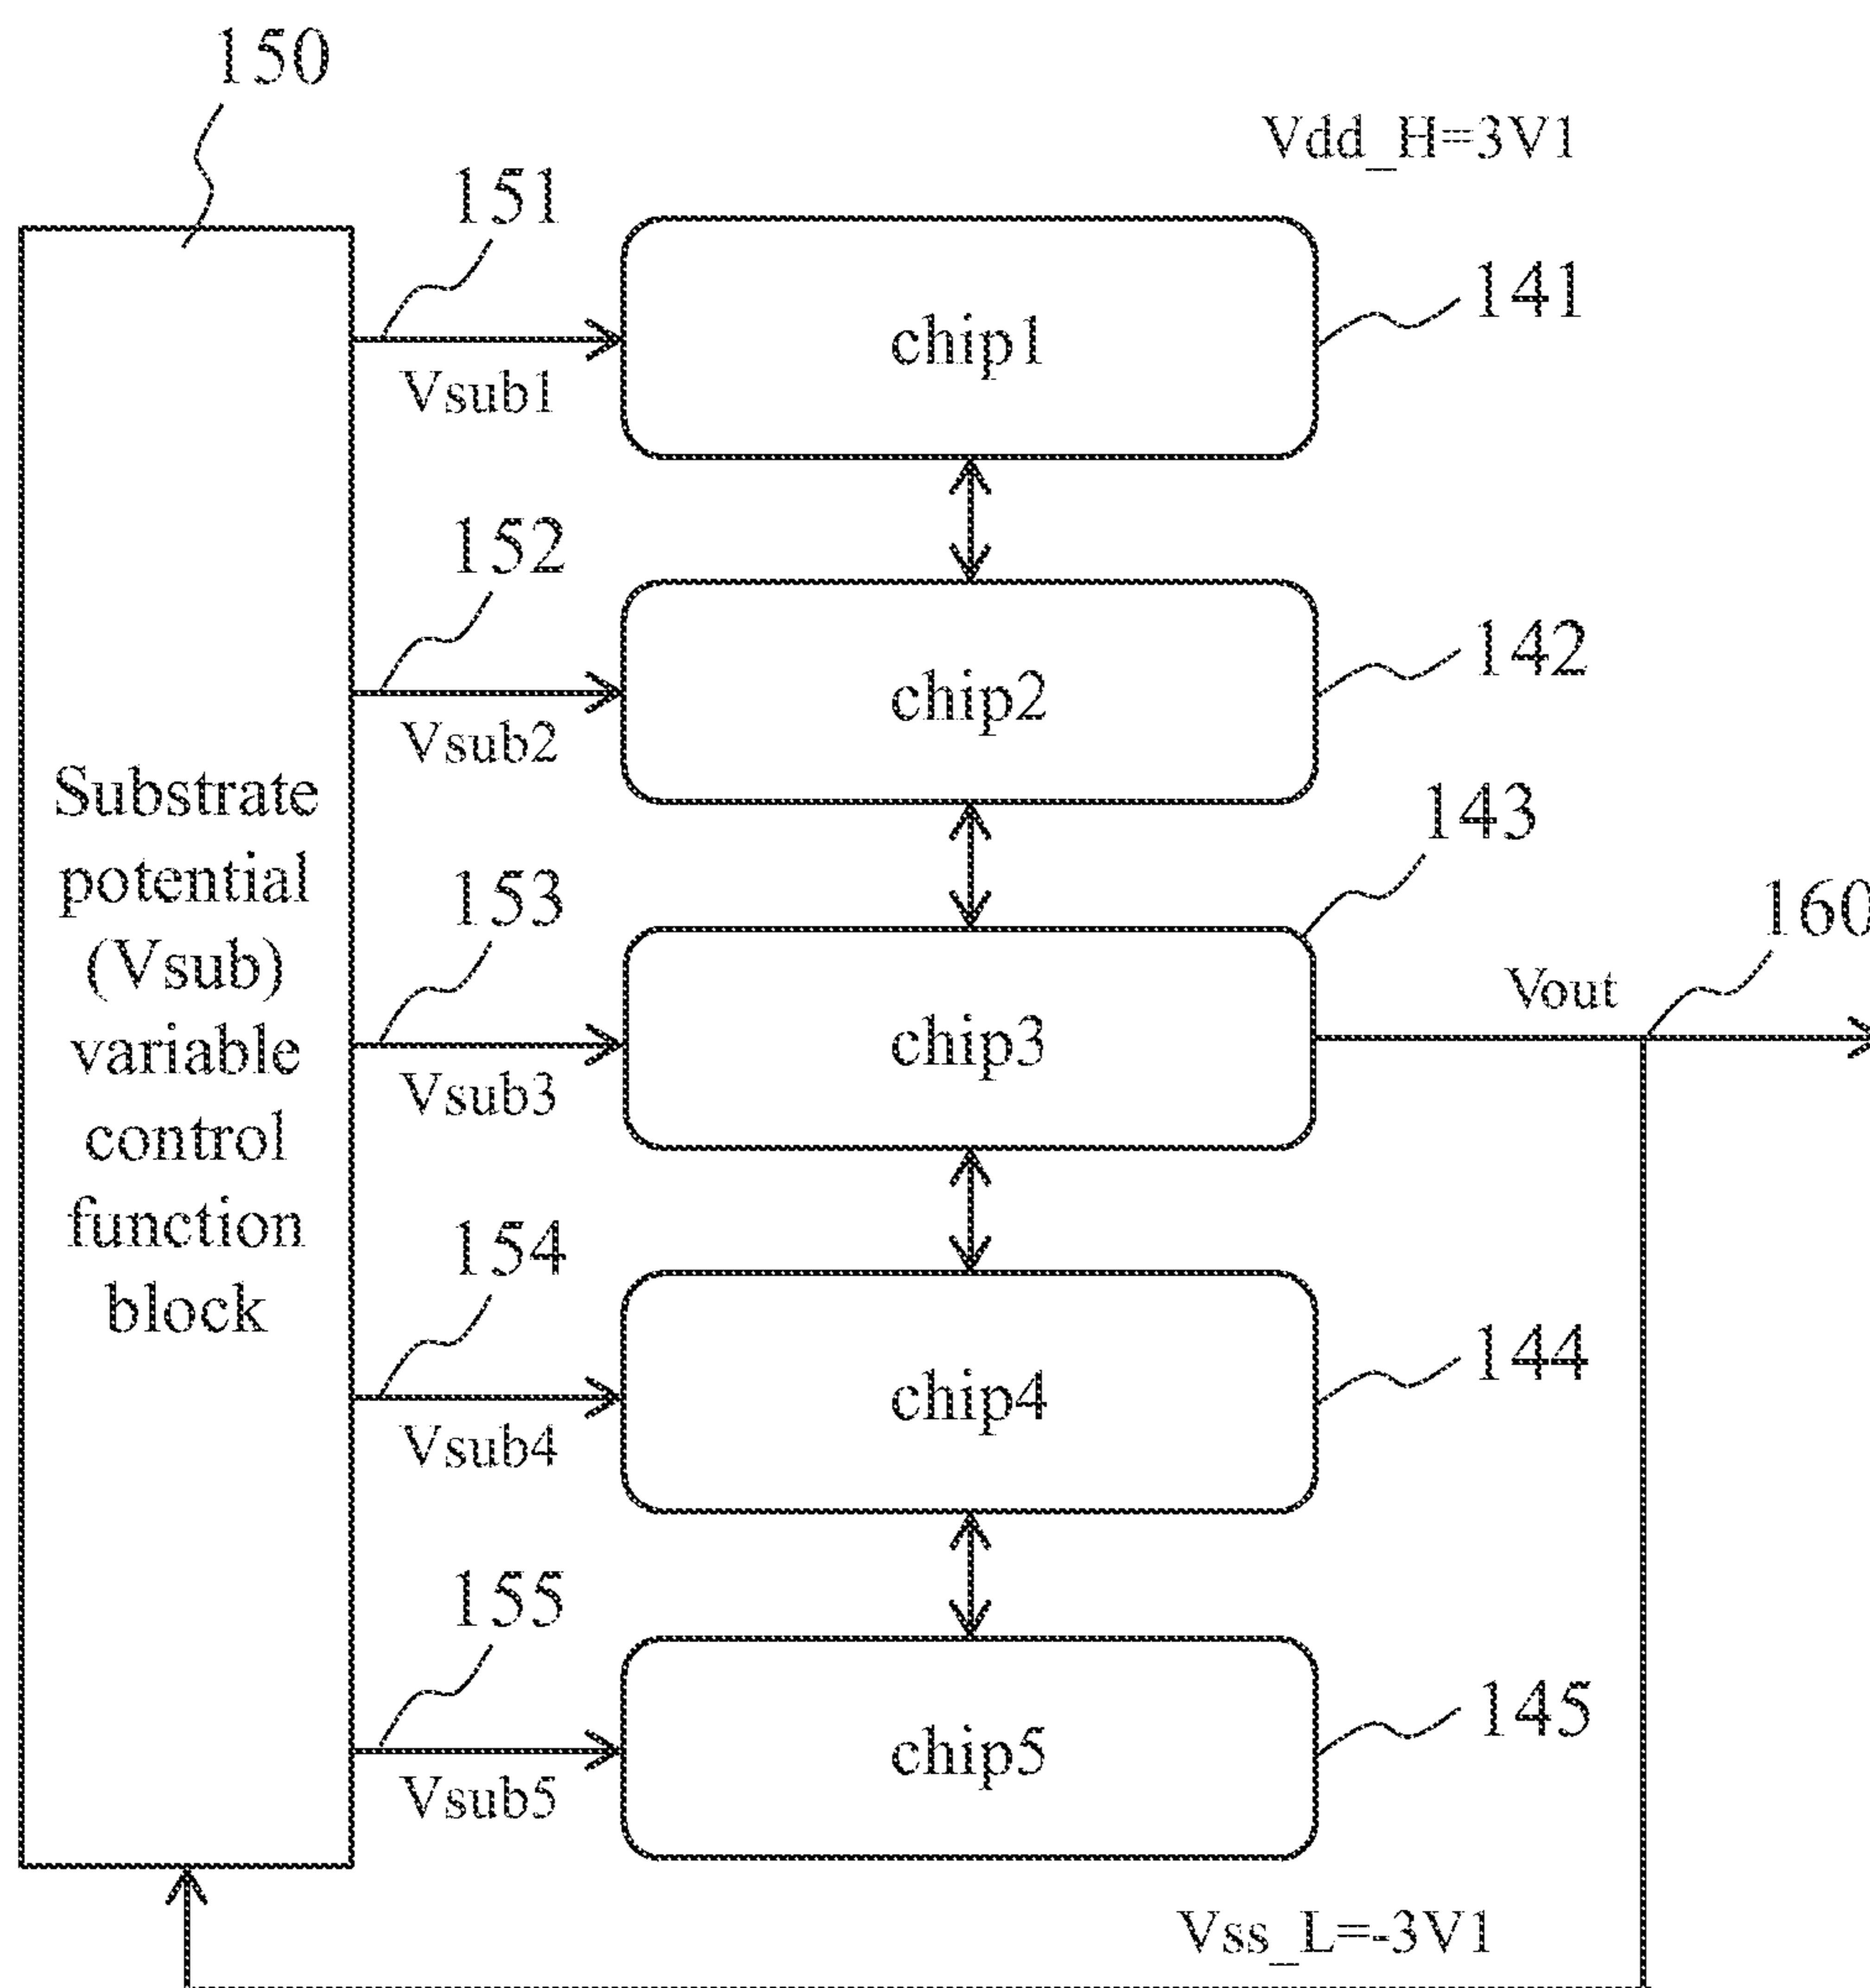 150
Vdd_H=3V1
151
141
chip1
Vsub1
152
142
chip2
Vsub2
143
Substrate
potential
(Vsub)
variable
control
function
block
153
160
Vout
chip3
Vsub3
154
144
chip4
Vsub4
155
145
chip5
Vsub5
Vss_L=-3V1